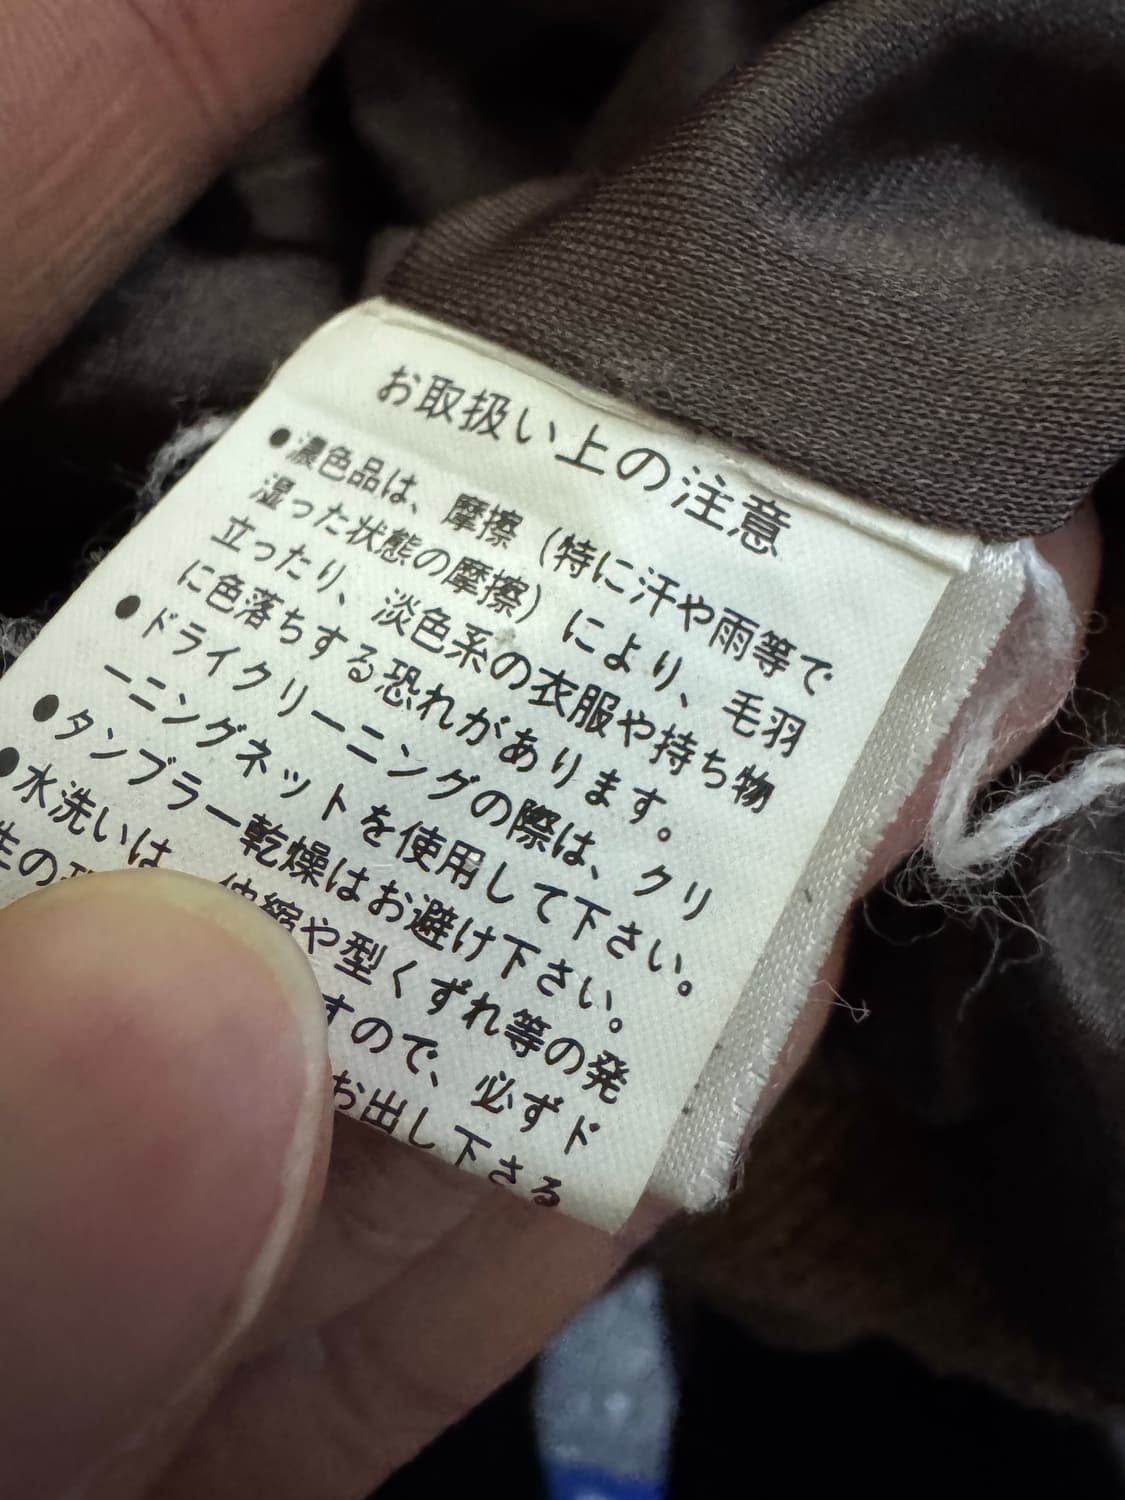 お取扱い上の注意
●濃色品は、摩擦（特に汗や雨等で
湿った状態の摩擦）により、毛羽
立ったり、淡色系の衣服や持ち物
に色落ちする恐れがあります。
●ドライクリーニングの際は、クリ
ーニングネットを使用して下さい。
●タンブラー乾燥はお避け下さい。
●水洗いは、伸縮や型くずれ等の発
生の すので、必ずド
お出し下さる